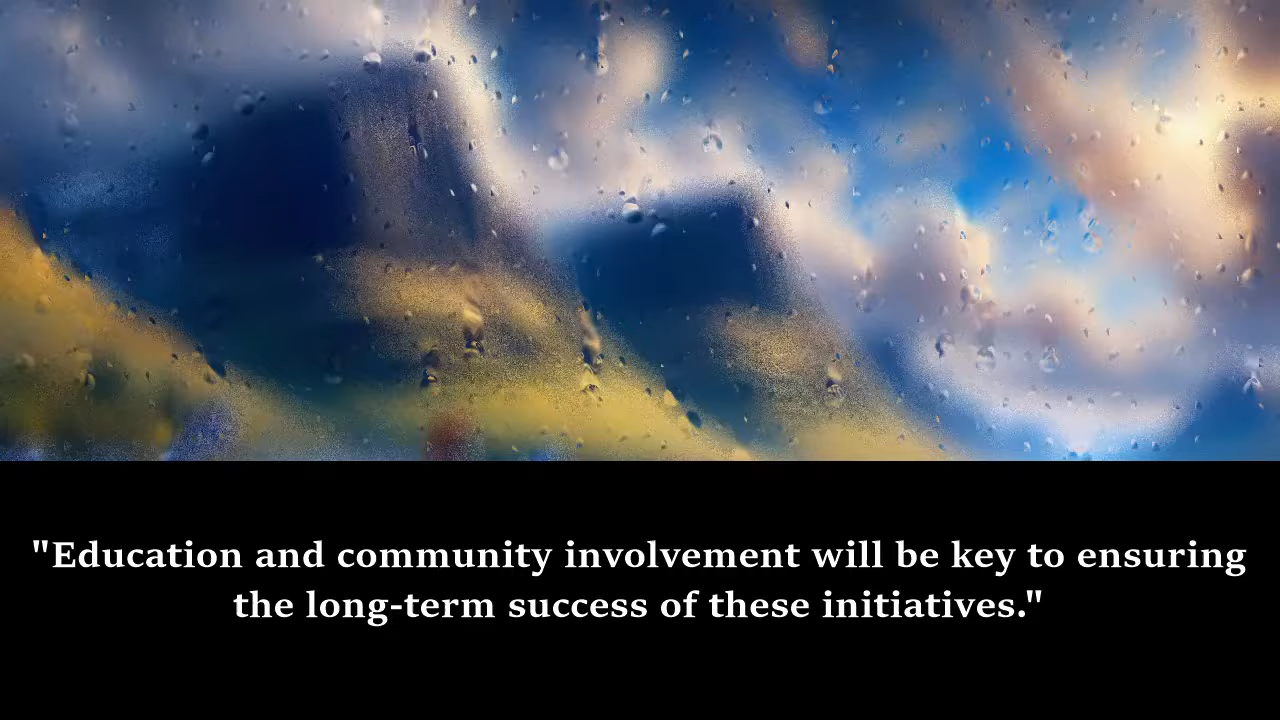 "Education and community involvement will be key to ensuring
the long-term success of these initiatives."